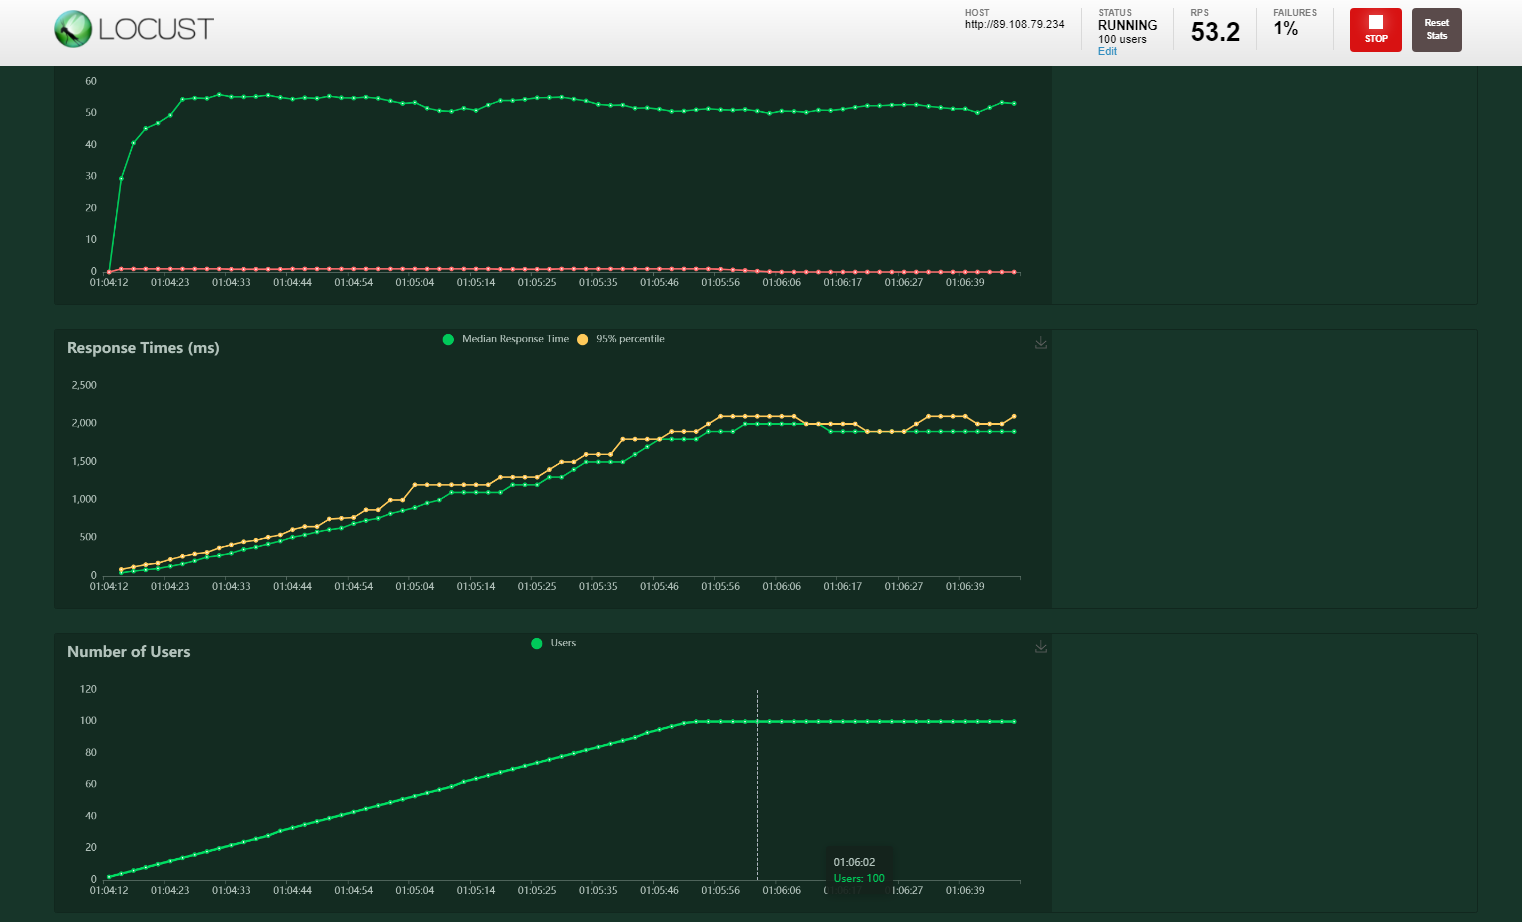 LOCUST
HOST
http://89.108.79.234
STATUS
RUNNING
100 users
Edit
RPS
53.2
FAILURES
1%
STOP
Reset
Stats
60
50
40
30
20
10
0
01:04:12 01:04:23 01:04:33 01:04:44 01:04:54 01:05:04 01:05:14 01:05:25 01:05:35 01:05:46 01:05:56 01:06:06 01:06:17 01:06:27 01:06:39
Response Times (ms)
Median Response Time 95% percentile
2,500
2,000
1,500
1,000
500
0
01:04:12 01:04:23 01:04:33 01:04:44 01:04:54 01:05:04 01:05:14 01:05:25 01:05:35 01:05:46 01:05:56 01:06:06 01:06:17 01:06:27 01:06:39
Number of Users
Users
120
100
80
60
40
20
0
01:06:02
Users: 100
01:04:12 01:04:23 01:04:33 01:04:44 01:04:54 01:05:04 01:05:14 01:05:25 01:05:35 01:05:46 01:05:56 01:06:06 01:06:17 01:06:27 01:06:39